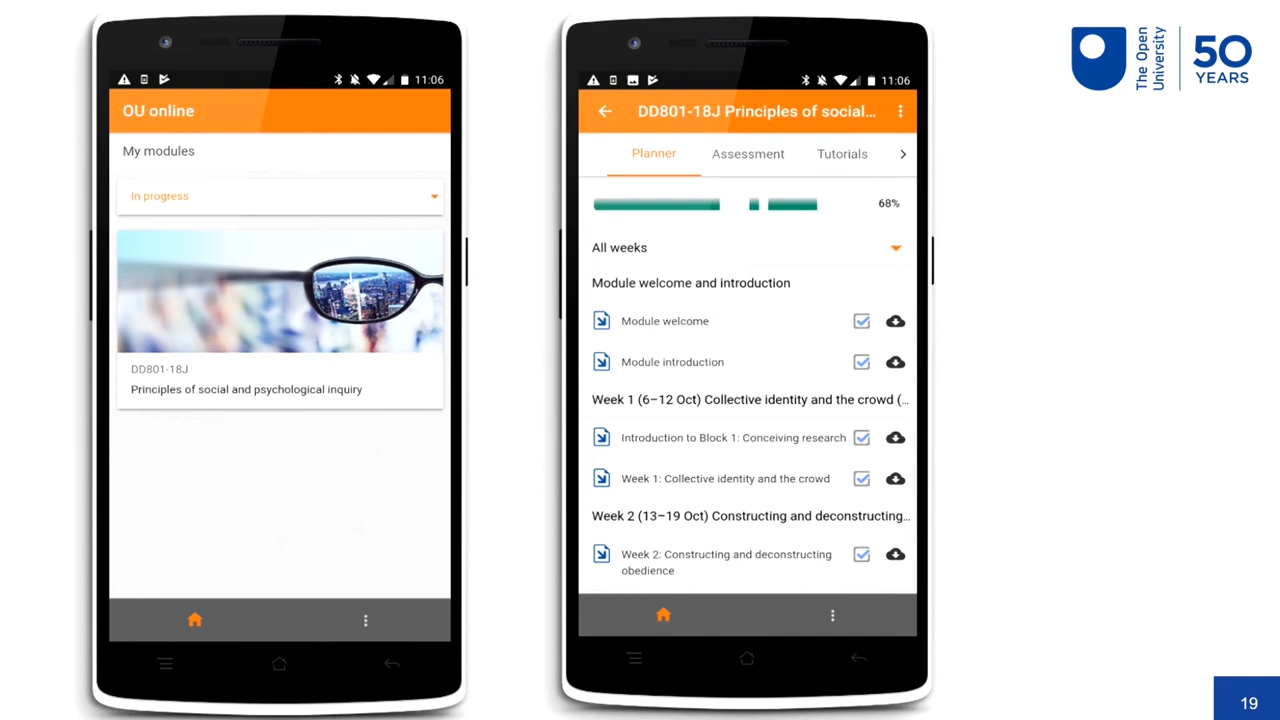 11:06
OU online
My modules
In progress
DD801-18J
Principles of social and psychological inquiry
11:06
DD801-18J Principles of social...
Planner
Assessment
Tutorials
68%
All weeks
Module welcome and introduction
Module welcome
Module introduction
Week 1 (6–12 Oct) Collective identity and the crowd (...
Introduction to Block 1: Conceiving research
Week 1: Collective identity and the crowd
Week 2 (13–19 Oct) Constructing and deconstructing...
Week 2: Constructing and deconstructing
obedience
The Open
University
50
YEARS
19